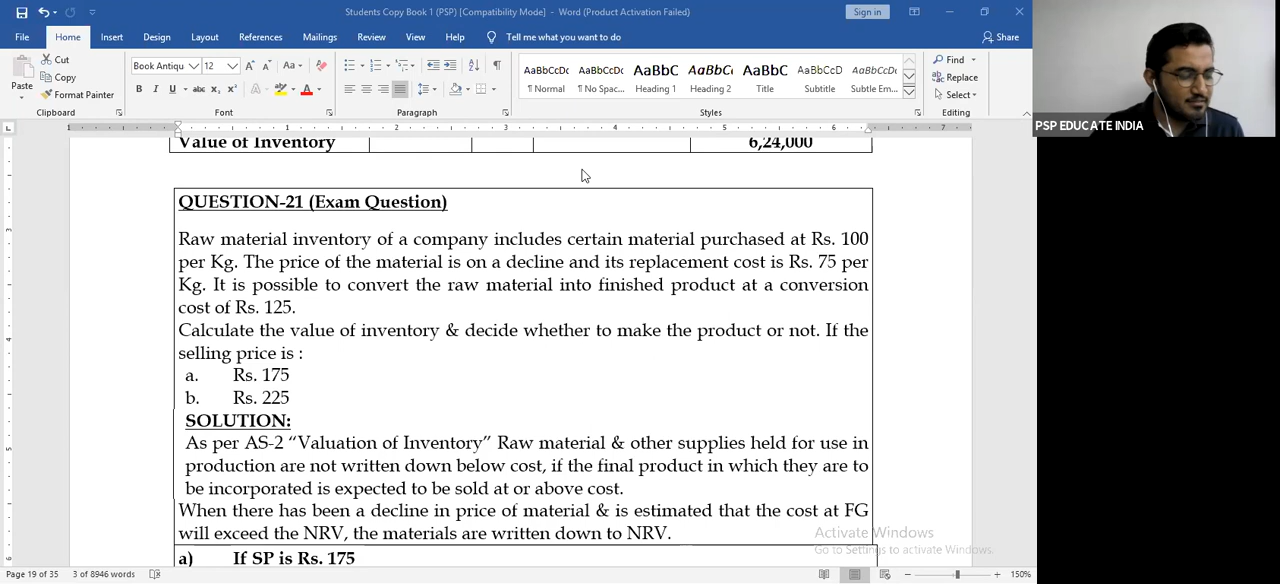 Students Copy Book 1 (PSP) [Compatibility Mode] - Word (Product Activation Failed)
Sign in
File Home Insert Design Layout References Mailings Review View Help Tell me what you want to do Share
Paste
Cut
Copy
Format Painter
Clipboard
Book Antiqu 12
Font
Paragraph
AaBbCcDc AaBbCcDc AaBbC AaBbCc AaBbC AaBbCcD AaBbCcDc
¶ Normal ¶ No Spac... Heading 1 Heading 2 Title Subtitle Subtle Em...
Styles
Find
Replace
Select
Editing
PSP EDUCATE INDIA
Value of Inventory 6,24,000
QUESTION-21 (Exam Question)
Raw material inventory of a company includes certain material purchased at Rs. 100
per Kg. The price of the material is on a decline and its replacement cost is Rs. 75 per
Kg. It is possible to convert the raw material into finished product at a conversion
cost of Rs. 125.
Calculate the value of inventory & decide whether to make the product or not. If the
selling price is :
a. Rs. 175
b. Rs. 225
SOLUTION:
As per AS-2 “Valuation of Inventory” Raw material & other supplies held for use in
production are not written down below cost, if the final product in which they are to
be incorporated is expected to be sold at or above cost.
When there has been a decline in price of material & is estimated that the cost at FG
will exceed the NRV, the materials are written down to NRV.
a) If SP is Rs. 175
Activate Windows
Go to Settings to activate Windows.
Page 19 of 35 3 of 8946 words 150%